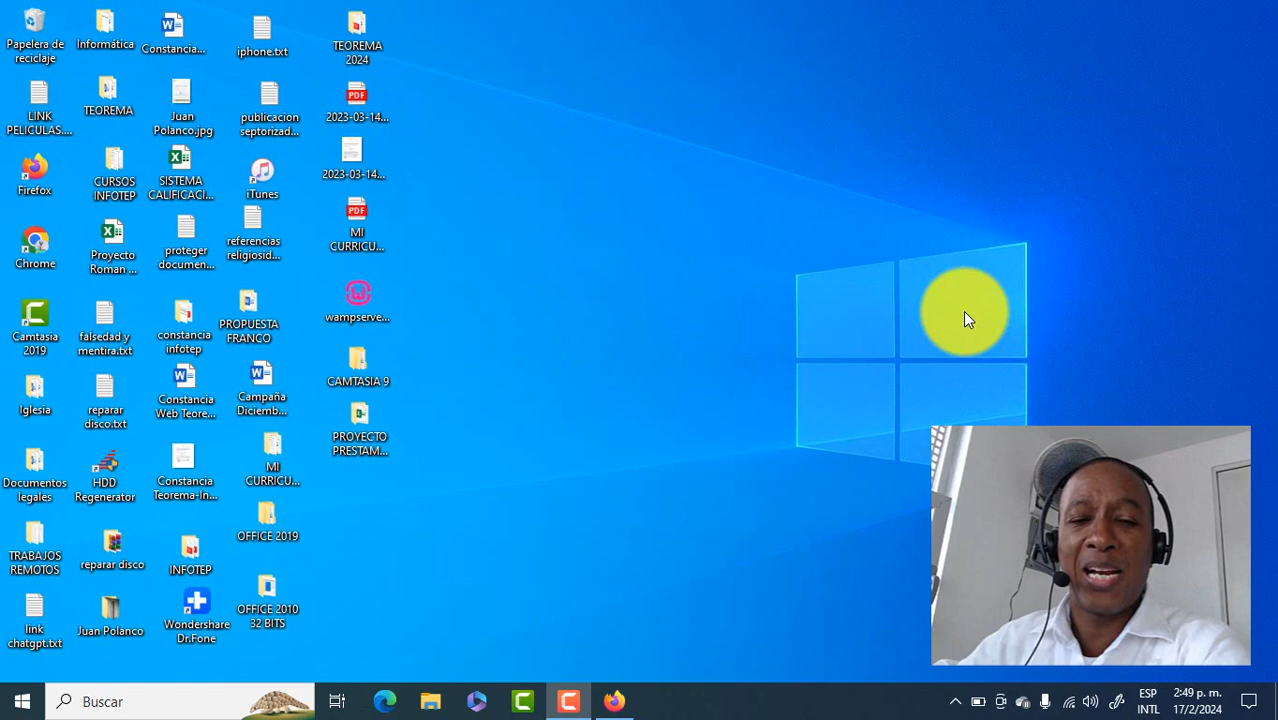 Papelera de
reciclaje
LINK
PELICULAS....
Firefox
Chrome
Camtasia
2019
Iglesia
Documentos
legales
TRABAJOS
REMOTOS
link
chatgpt.txt
Informática
TEOREMA
CURSOS
INFOTEP
Proyecto
Roman ...
falsedad y
mentira.txt
reparar
disco.txt
HDD
Regenerator
reparar disco
Juan Polanco
Constancia...
Juan
Polanco.jpg
SISTEMA
CALIFICACI...
proteger
documen...
constancia
infotep
Constancia
Web Teore...
Constancia
Teorema-In...
INFOTEP
Wondershare
Dr.Fone
iphone.txt
publicacion
septorizad...
iTunes
referencias
religiosid...
PROPUESTA
FRANCO
Campaña
Diciemb...
MI
CURRICU...
OFFICE 2019
OFFICE 2010
32 BITS
TEOREMA
2024
PDF
2023-03-14...
2023-03-14...
PDF
MI
CURRICU...
wampserve...
CAMTASIA 9
PROYECTO
PRESTAM...
Buscar
ESP
INTL
2:49 p. m.
17/2/2024